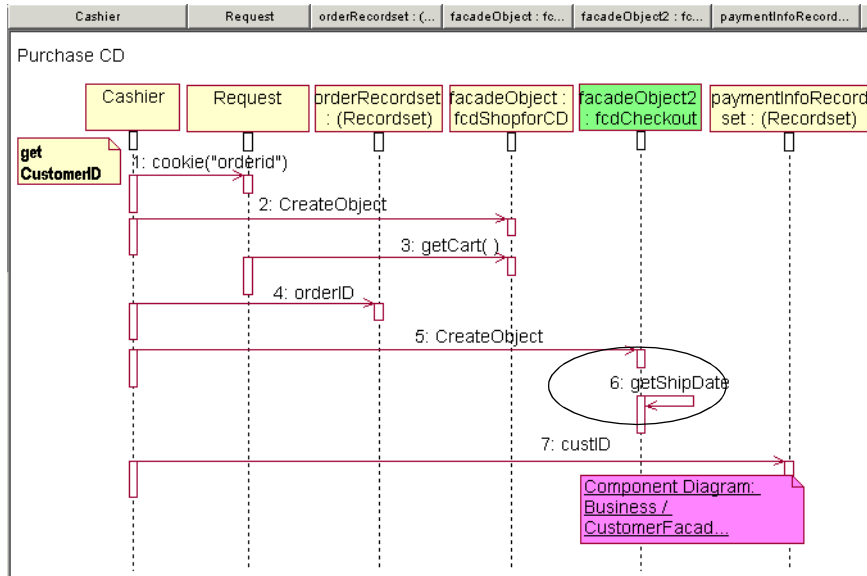 Cashier
Request
orderRecordset : (...
facadeObject : fc...
facadeObject2 : fc...
paymentInfoRecord...
Purchase CD
Cashier
Request
orderRecordset
: (Recordset)
facadeObject :
fcdShopforCD
facadeObject2
: fcdCheckout
paymentInfoRecord
set : (Recordset)
get
CustomerID
1: cookie("orderid")
2: CreateObject
3: getCart( )
4: orderID
5: CreateObject
6: getShipDate
7: custID
Component Diagram:
Business /
CustomerFacad...